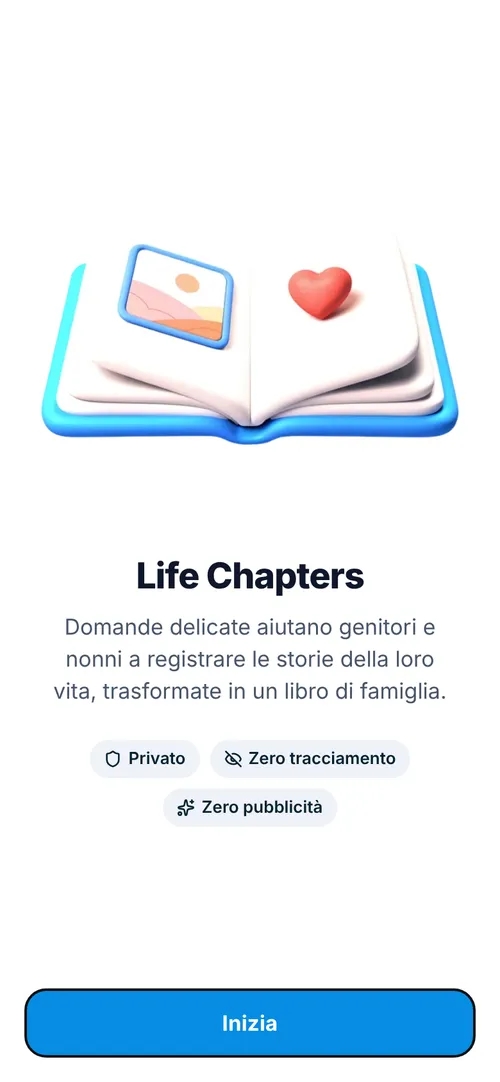 Life Chapters
Domande delicate aiutano genitori e
nonni a registrare le storie della loro
vita, trasformate in un libro di famiglia.
Privato
Zero tracciamento
Zero pubblicità
Inizia